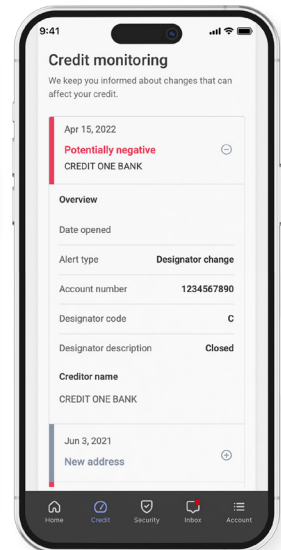 9:41
Credit monitoring
We keep you informed about changes that can
affect your credit.
Apr 15, 2022
Potentially negative
CREDIT ONE BANK
Overview
Date opened
Alert type Designator change
Account number 1234567890
Designator code C
Designator description Closed
Creditor name
CREDIT ONE BANK
Jun 3, 2021
New address
Home Credit Security Inbox Account